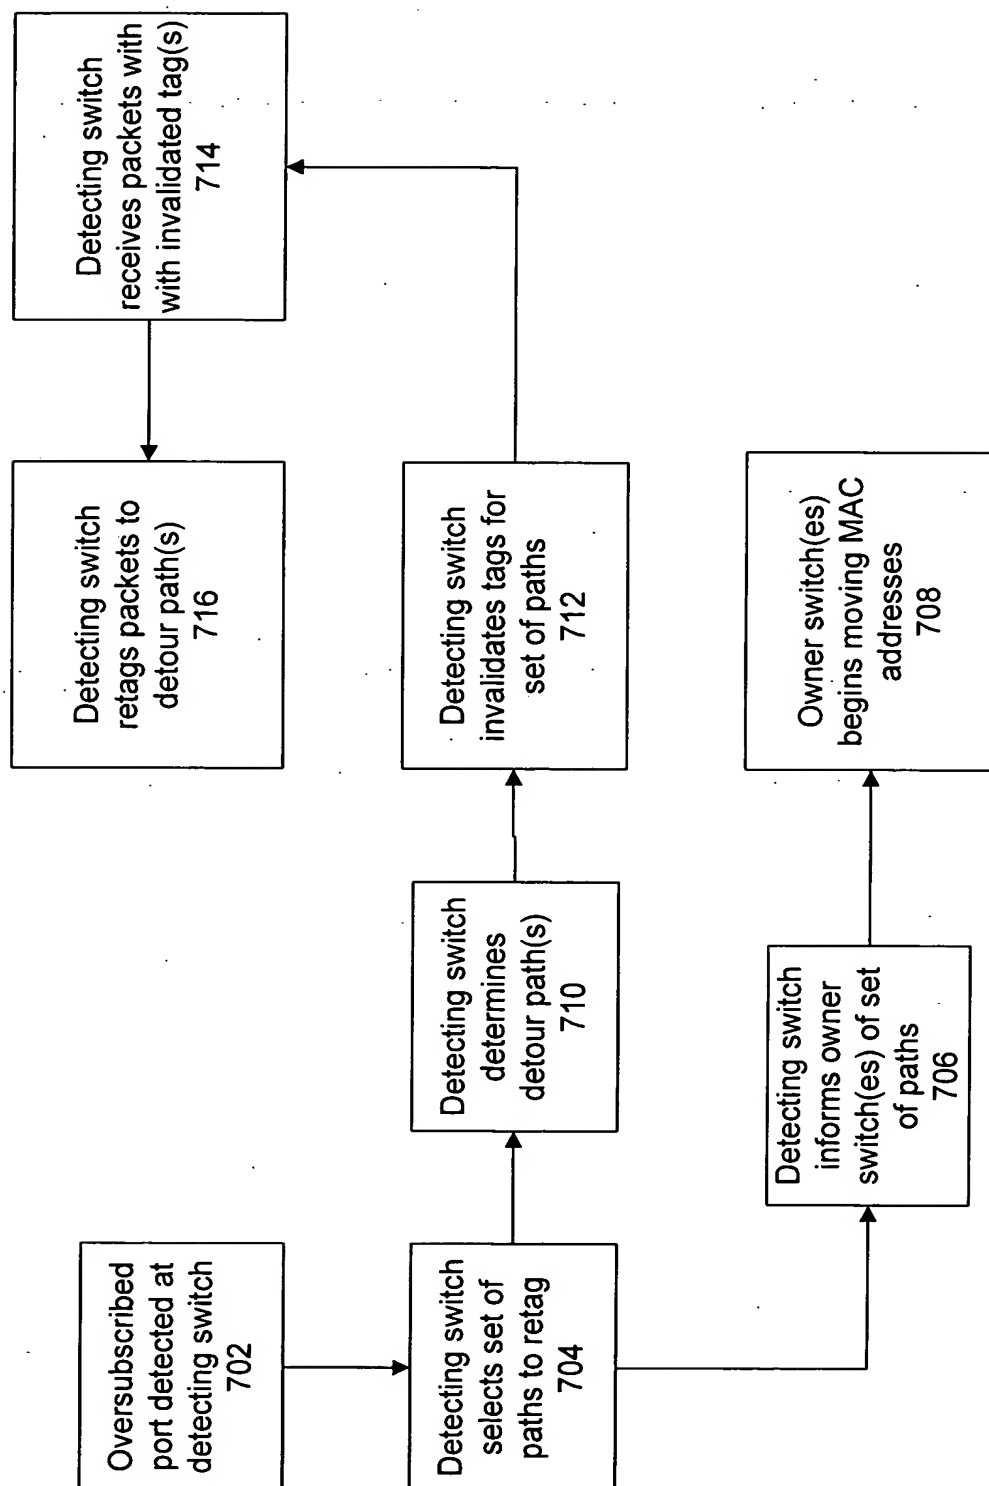 Oversubscribed
port detected at
detecting switch
702
Detecting switch
selects set of
paths to retag
704
Detecting switch
informs owner
switch(es) of set
of paths
706
Owner switch(es)
begins moving MAC
addresses
708
Detecting switch
determines
detour path(s)
710
Detecting switch
invalidates tags for
set of paths
712
Detecting switch
receives packets with
with invalidated tag(s)
714
Detecting switch
retags packets to
detour path(s)
716